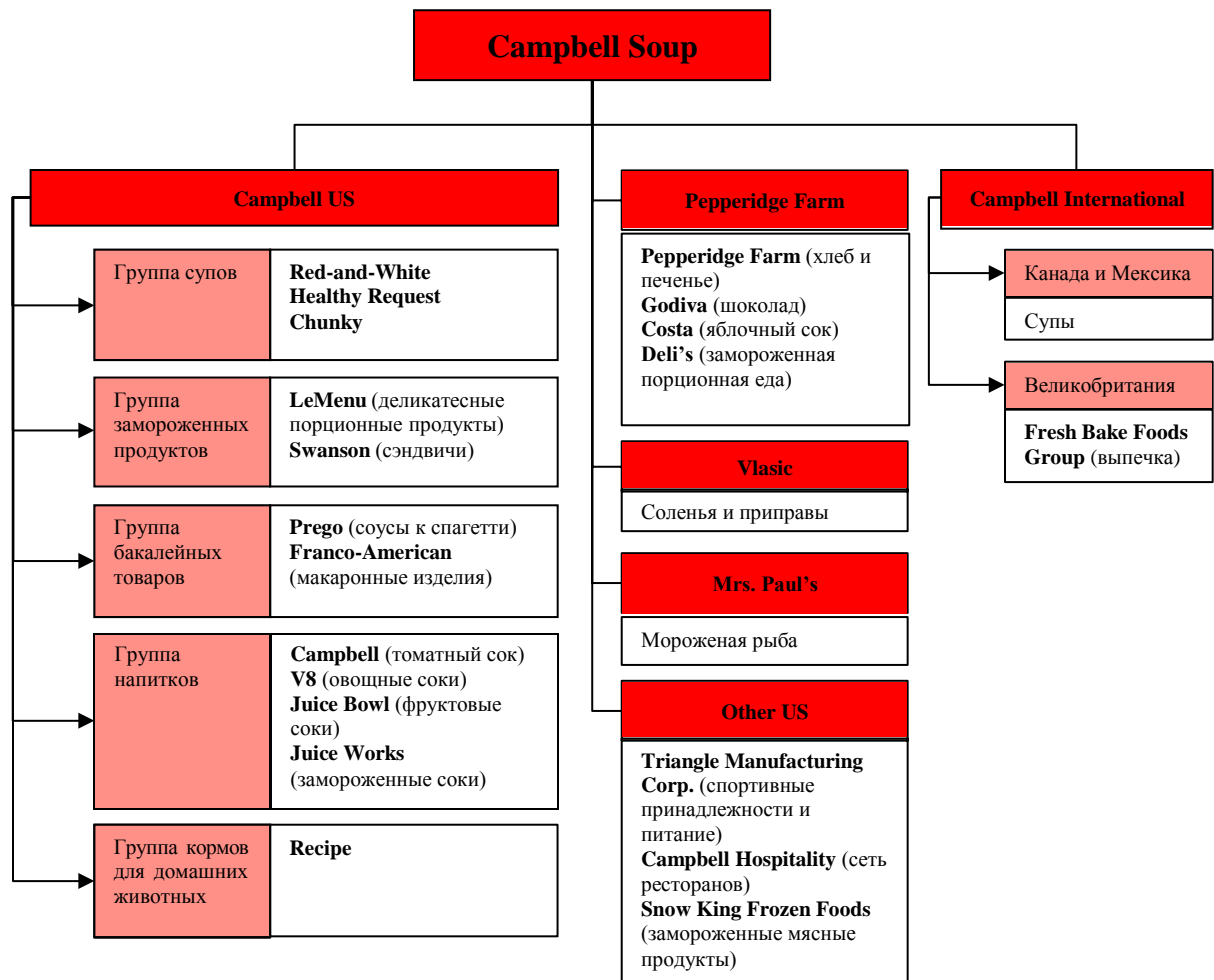 Campbell Soup
Campbell US
Группа супов
Red-and-White
Healthy Request
Chunky
Группа
замороженных
продуктов
LeMenu (деликатесные
порционные продукты)
Swanson (сэндвичи)
Группа
бакалейных
товаров
Prego (соусы к спагетти)
Franco-American
(макаронные изделия)
Группа
напитков
Campbell (томатный сок)
V8 (овощные соки)
Juice Bowl (фруктовые
соки)
Juice Works
(замороженные соки)
Группа кормов
для домашних
животных
Recipe
Pepperidge Farm
Pepperidge Farm (хлеб и
печенье)
Godiva (шоколад)
Costa (яблочный сок)
Deli’s (замороженная
порционная еда)
Vlasic
Соленья и приправы
Mrs. Paul’s
Мороженая рыба
Other US
Triangle Manufacturing
Corp. (спортивные
принадлежности и
питание)
Campbell Hospitality (сеть
ресторанов)
Snow King Frozen Foods
(замороженные мясные
продукты)
Campbell International
Канада и Мексика
Супы
Великобритания
Fresh Bake Foods
Group (выпечка)